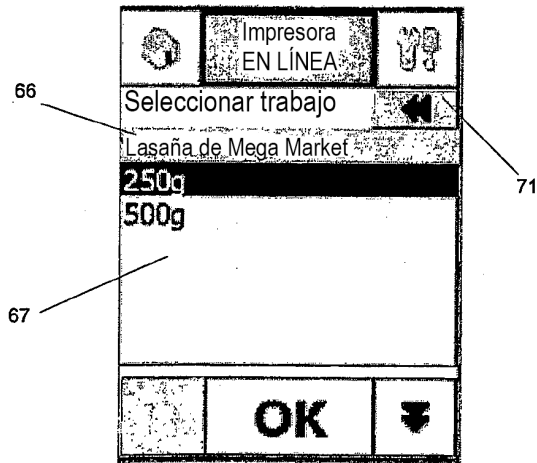 Impresora
EN LÍNEA
66
Seleccionar trabajo
Lasaña de Mega Market
250g
71
500g
67
OK